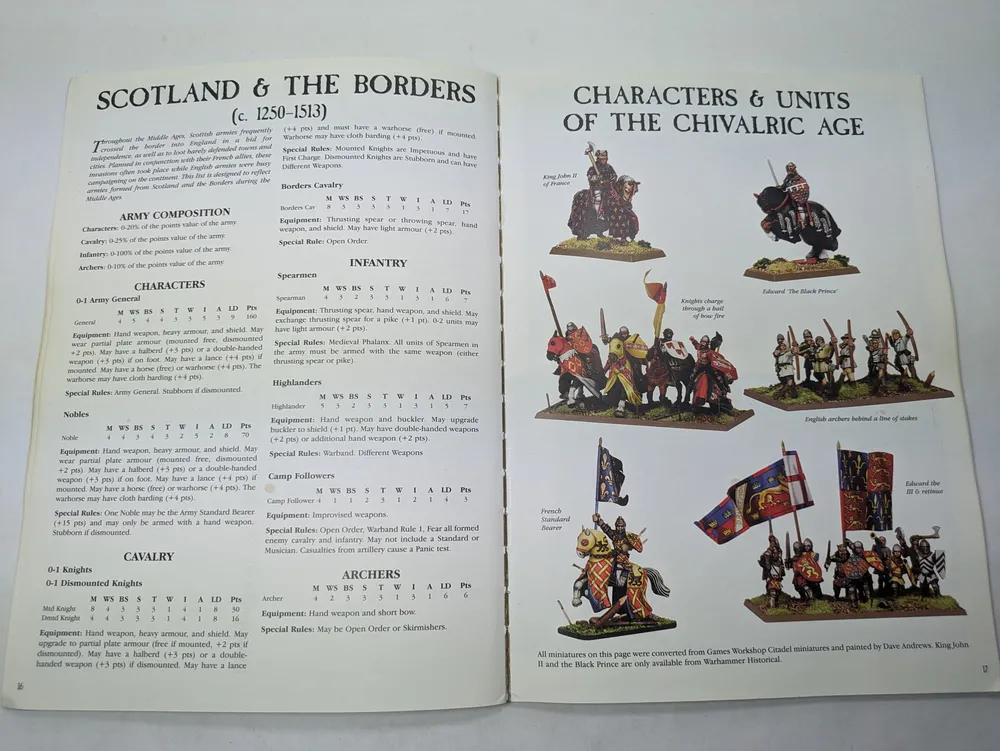 SCOTLAND & THE BORDERS
(c. 1250–1513)
Throughout the Middle Ages, Scottish armies frequently
crossed the border into England in a bid for
independence, as well as to loot barely defended towns and
cities. Planned in conjunction with their French allies, these
invasions often took place while English armies were busy
campaigning on the continent. This list is designed to reflect
armies formed from Scotland and the Borders during the
Middle Ages.
ARMY COMPOSITION
Characters: 0-20% of the points value of the army.
Cavalry: 0-25% of the points value of the army.
Infantry: 0-100% of the points value of the army.
Archers: 0-10% of the points value of the army
CHARACTERS
0-1 Army General
M WS BS S T W I A LD Pts
General 4 5 4 4 3 3 5 3 9 160
Equipment: Hand weapon, heavy armour, and shield. May
wear partial plate armour (mounted free, dismounted
+2 pts). May have a halberd (+3 pts) or a double-handed
weapon (+3 pts) if on foot. May have a lance (+4 pts) if
mounted. May have a horse (free) or warhorse (+4 pts). The
warhorse may have cloth barding (+4 pts).
Special Rules: Army General. Stubborn if dismounted.
Nobles
M WS BS S T W I A LD Pts
Noble 4 4 3 4 3 2 5 2 8 70
Equipment: Hand weapon, heavy armour, and shield. May
wear partial plate armour (mounted free, dismounted
+2 pts). May have a halberd (+3 pts) or a double-handed
weapon (+3 pts) if on foot. May have a lance (+4 pts) if
mounted. May have a horse (free) or warhorse (+4 pts). The
warhorse may have cloth barding (+4 pts).
Special Rules: One Noble may be the Army Standard Bearer
(+15 pts) and may only be armed with a hand weapon.
Stubborn if dismounted.
CAVALRY
0-1 Knights
0-1 Dismounted Knights
M WS BS S T W I A LD Pts
Mtd Knight 8 4 3 3 3 1 4 1 8 30
Dmtd Knight 4 4 3 3 3 1 4 1 8 16
Equipment: Hand weapon, heavy armour, and shield. May
upgrade to partial plate armour (free if mounted, +2 pts if
dismounted). May have a halberd (+3 pts) or a double-
handed weapon (+3 pts) if dismounted. May have a lance
(+4 pts) and must have a warhorse (free) if mounted.
Warhorse may have cloth barding (+4 pts).
Special Rules: Mounted Knights are Impetuous and have
First Charge. Dismounted Knights are Stubborn and can have
Different Weapons.
Borders Cavalry
M WS BS S T W I A LD Pts
Borders Cav 8 3 3 3 3 1 3 1 7 17
Equipment: Thrusting spear or throwing spear, hand
weapon, and shield. May have light armour (+2 pts).
Special Rule: Open Order.
INFANTRY
Spearmen
M WS BS S T W I A LD Pts
Spearman 4 3 2 3 3 1 3 1 6 7
Equipment: Thrusting spear, hand weapon, and shield. May
exchange thrusting spear for a pike (+1 pt). 0-2 units may
have light armour (+2 pts).
Special Rules: Medieval Phalanx. All units of Spearmen in
the army must be armed with the same weapon (either
thrusting spear or pike).
Highlanders
M WS BS S T W I A LD Pts
Highlander 5 3 2 3 3 1 3 1 5 7
Equipment: Hand weapon and buckler. May upgrade
buckler to shield (+1 pt). May have double-handed weapons
(+2 pts) or additional hand weapon (+2 pts).
Special Rules: Warband. Different Weapons
Camp Followers
M WS BS S T W I A LD Pts
Camp Follower 4 1 1 2 3 1 1 1 4 3
Equipment: Improvised weapons.
Special Rules: Open Order, Warband Rule 1, Fear all formed
enemy cavalry and infantry. May not include a Standard or
Musician. Casualties from artillery cause a Panic test.
ARCHERS
M WS BS S T W I A LD Pts
Archer 4 2 3 3 3 1 3 1 6 6
Equipment: Hand weapon and short bow.
Special Rules: May be Open Order or Skirmishers.
16
CHARACTERS & UNITS
OF THE CHIVALRIC AGE
King John II
of France
Edward 'The Black Prince'
Knights charge
through a hail
of bow fire
English archers behind a line of stakes
French
Standard
Bearer
Edward the
III & retinue
All miniatures on this page were converted from Games Workshop Citadel miniatures and painted by Dave Andrews. King John
II and the Black Prince are only available from Warhammer Historical.
17